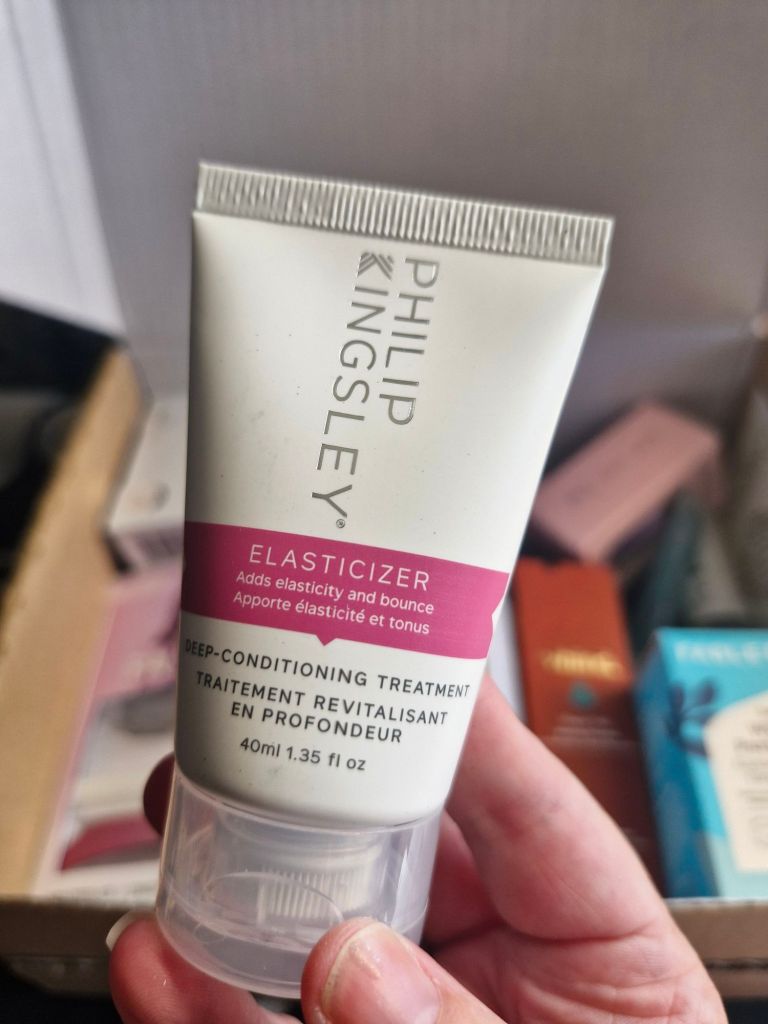 PHILIP
KINGSLEY®
ELASTICIZER
Adds elasticity and bounce
Apporte élasticité et tonus
DEEP-CONDITIONING TREATMENT
TRAITEMENT REVITALISANT
EN PROFONDEUR
40ml 1.35 fl oz